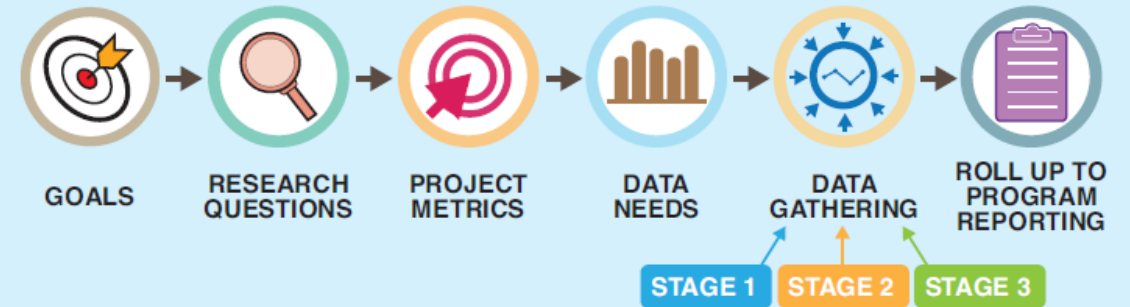 GOALS
RESEARCH
QUESTIONS
PROJECT
METRICS
DATA
NEEDS
DATA
GATHERING
ROLL UP TO
PROGRAM
REPORTING
STAGE 1
STAGE 2
STAGE 3